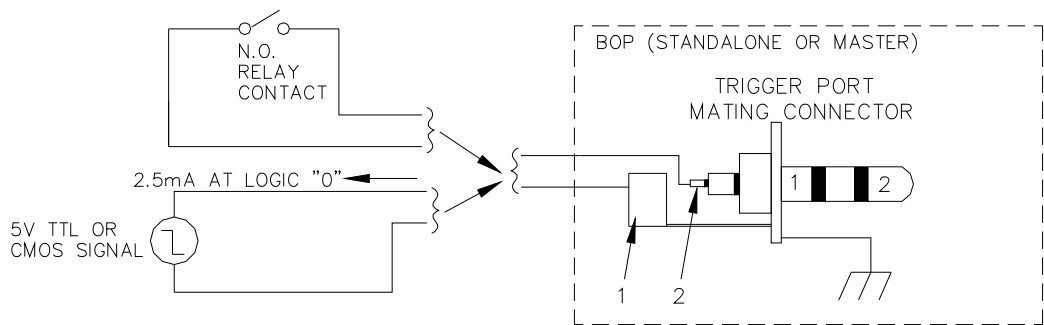 N.O.
RELAY
CONTACT
2.5mA AT LOGIC "0"
5V TTL OR
CMOS SIGNAL
BOP (STANDALONE OR MASTER)
TRIGGER PORT
MATING CONNECTOR
1
2
1
2